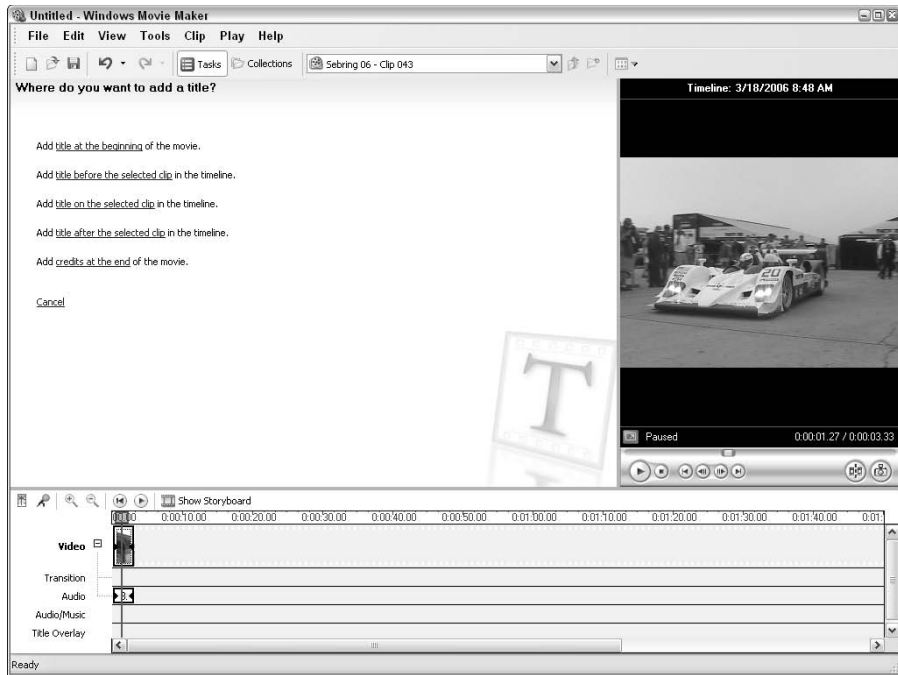 Untitled - Windows Movie Maker
File Edit View Tools Clip Play Help
Tasks Collections Sebring 06 - Clip 043
Where do you want to add a title?
Timeline: 3/18/2006 8:48 AM
Add title at the beginning of the movie.
Add title before the selected clip in the timeline.
Add title on the selected clip in the timeline.
Add title after the selected clip in the timeline.
Add credits at the end of the movie.
Cancel
T
20
Paused 0:00:01.27 / 0:00:03.33
Show Storyboard
0:00:10.00 0:00:20.00 0:00:30.00 0:00:40.00 0:00:50.00 0:01:00.00 0:01:10.00 0:01:20.00 0:01:30.00 0:01:40.00 0:01:
Video
Transition
Audio
Audio/Music
Title Overlay
Ready